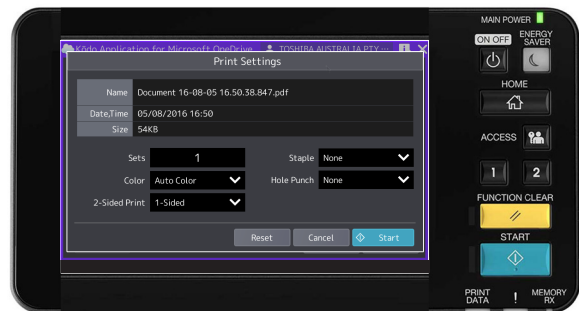 MAIN POWER
ON OFF ENERGY SAVER
Kōdo Application for Microsoft OneDrive TOSHIBA AUSTRALIA PTY ...
Print Settings
Name Document 16-08-05 16.50.38.847.pdf
Date,Time 05/08/2016 16:50
Size 54KB
Sets 1 Staple None
Color Auto Color Hole Punch None
2-Sided Print 1-Sided
Reset Cancel Start
HOME
ACCESS
1 2
FUNCTION CLEAR
START
PRINT DATA ! MEMORY RX